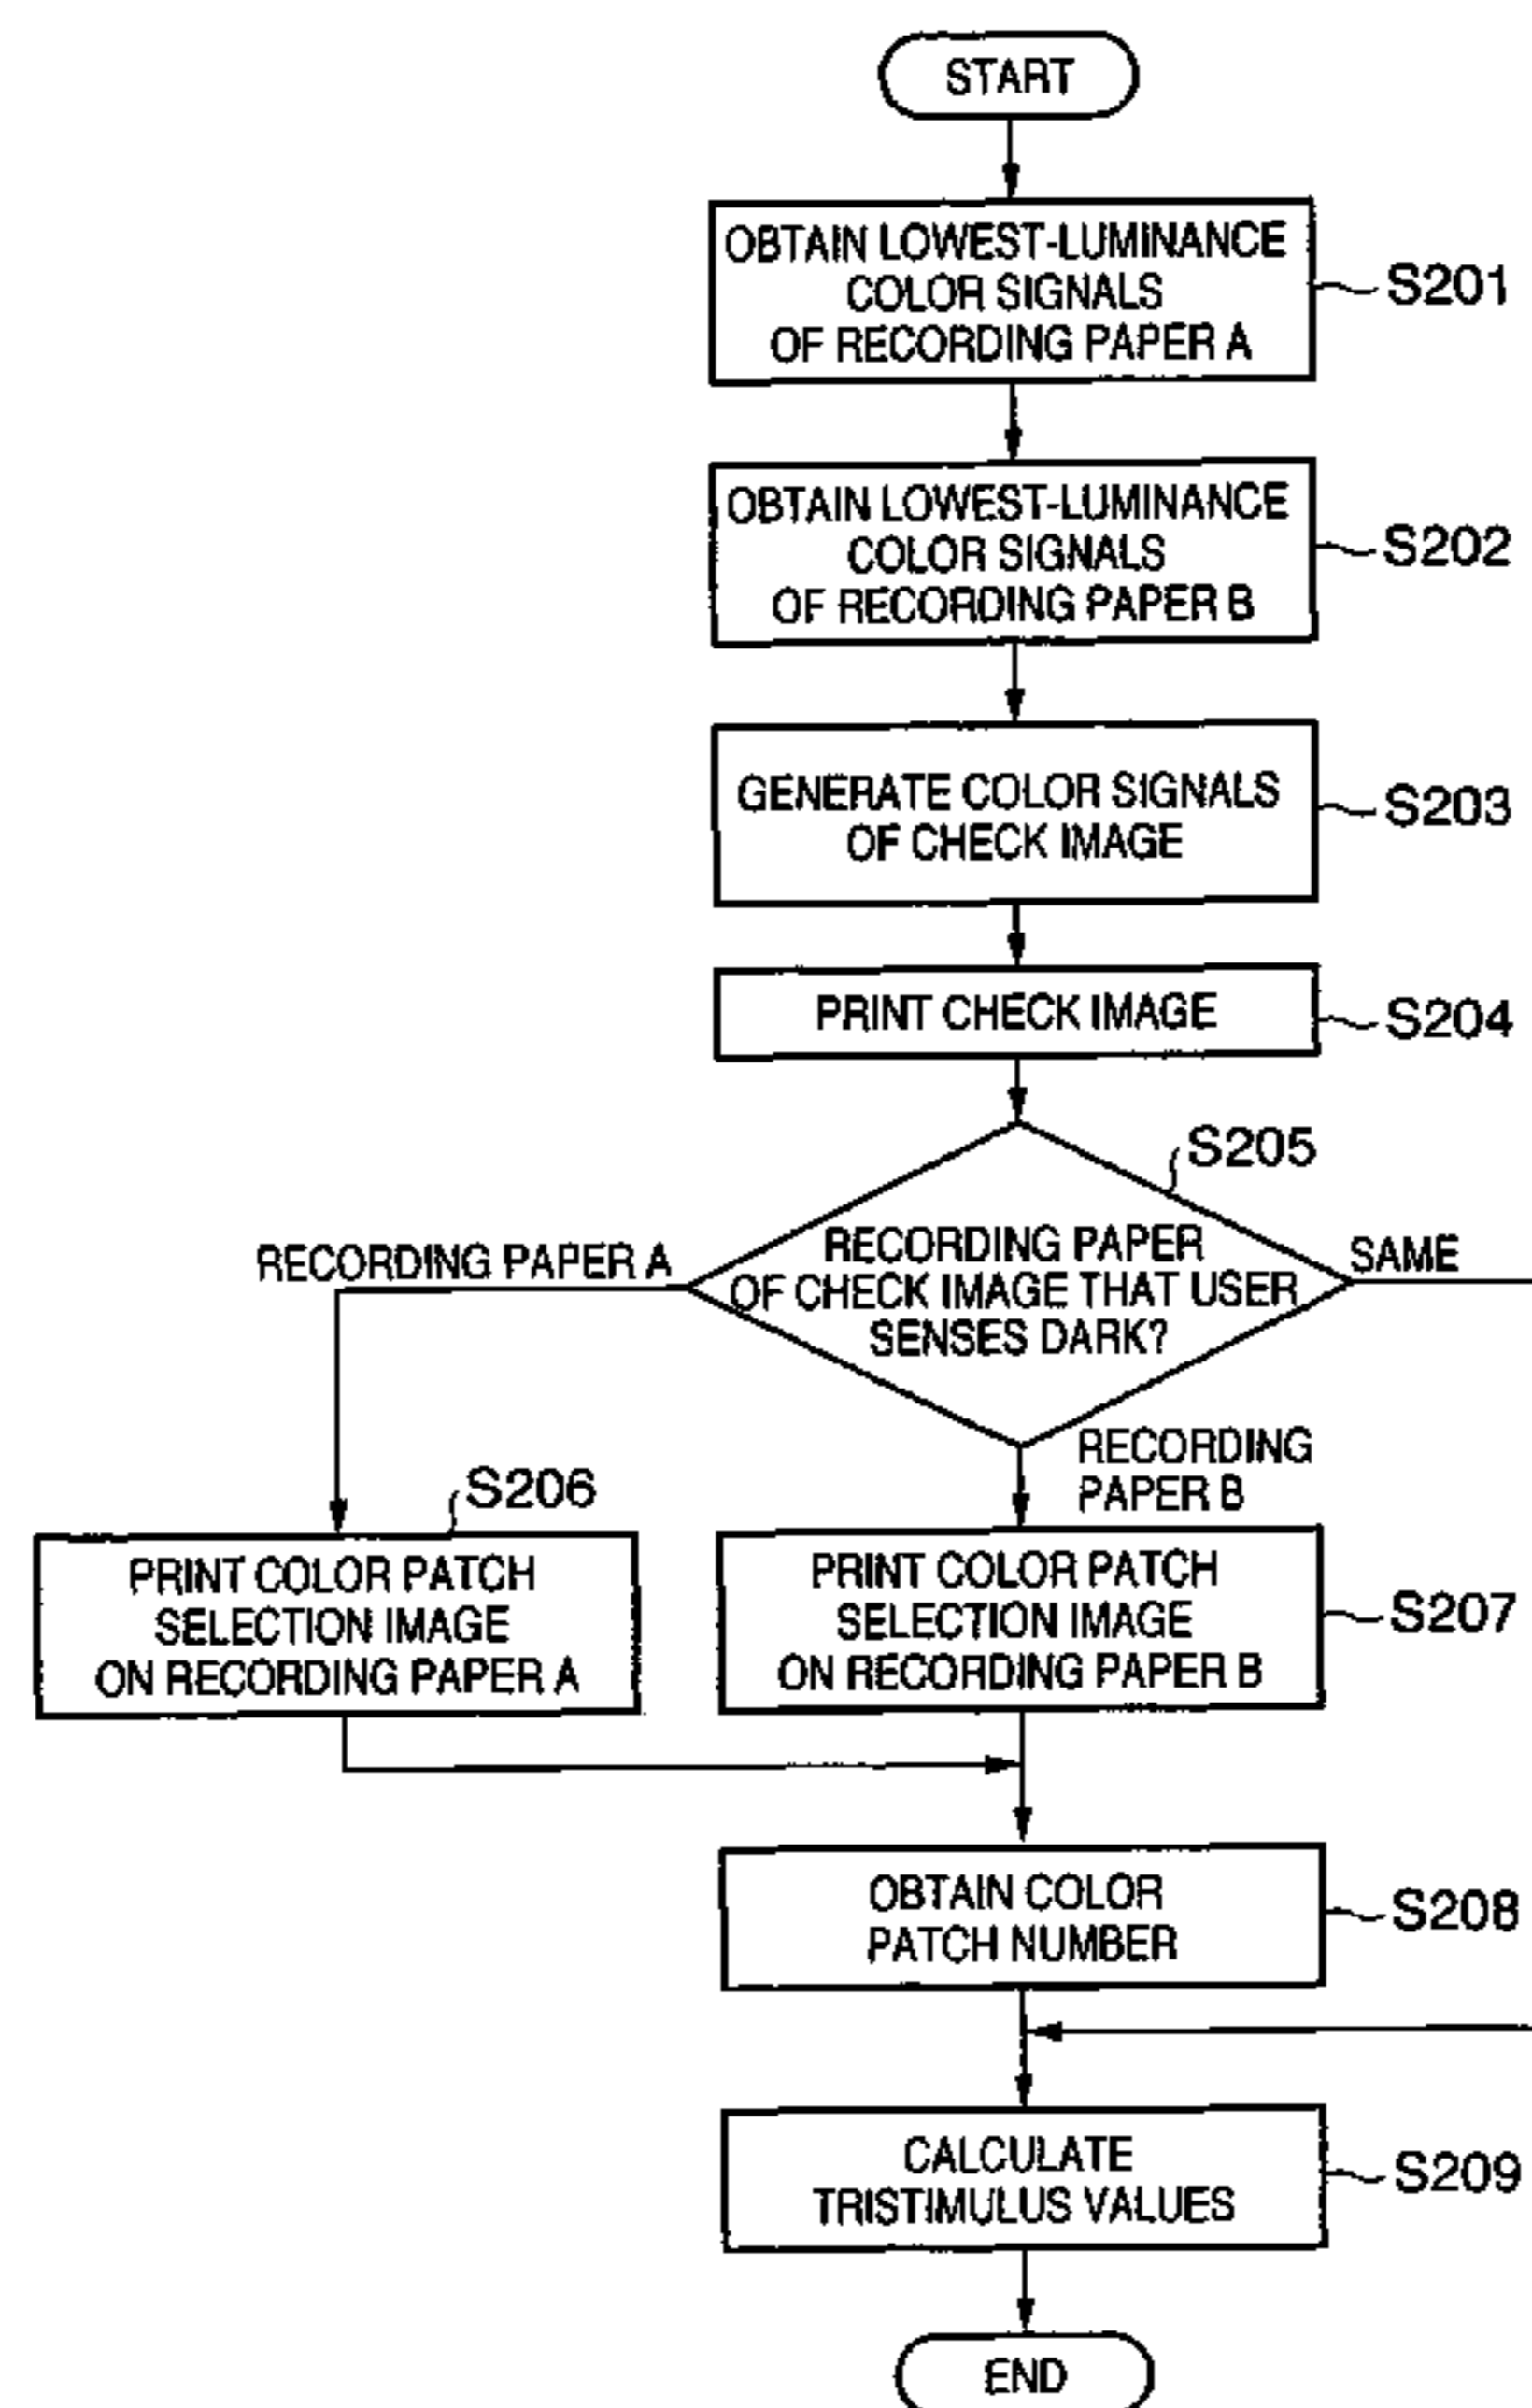 START
OBTAIN LOWEST-LUMINANCE
COLOR SIGNALS
OF RECORDING PAPER A
S201
OBTAIN LOWEST-LUMINANCE
COLOR SIGNALS
OF RECORDING PAPER B
S202
GENERATE COLOR SIGNALS
OF CHECK IMAGE
S203
PRINT CHECK IMAGE
S204
S205
RECORDING PAPER
OF CHECK IMAGE THAT USER
SENSES DARK?
RECORDING PAPER A
SAME
RECORDING
PAPER B
S206
PRINT COLOR PATCH
SELECTION IMAGE
ON RECORDING PAPER A
PRINT COLOR PATCH
SELECTION IMAGE
ON RECORDING PAPER B
S207
OBTAIN COLOR
PATCH NUMBER
S208
CALCULATE
TRISTIMULUS VALUES
S209
END